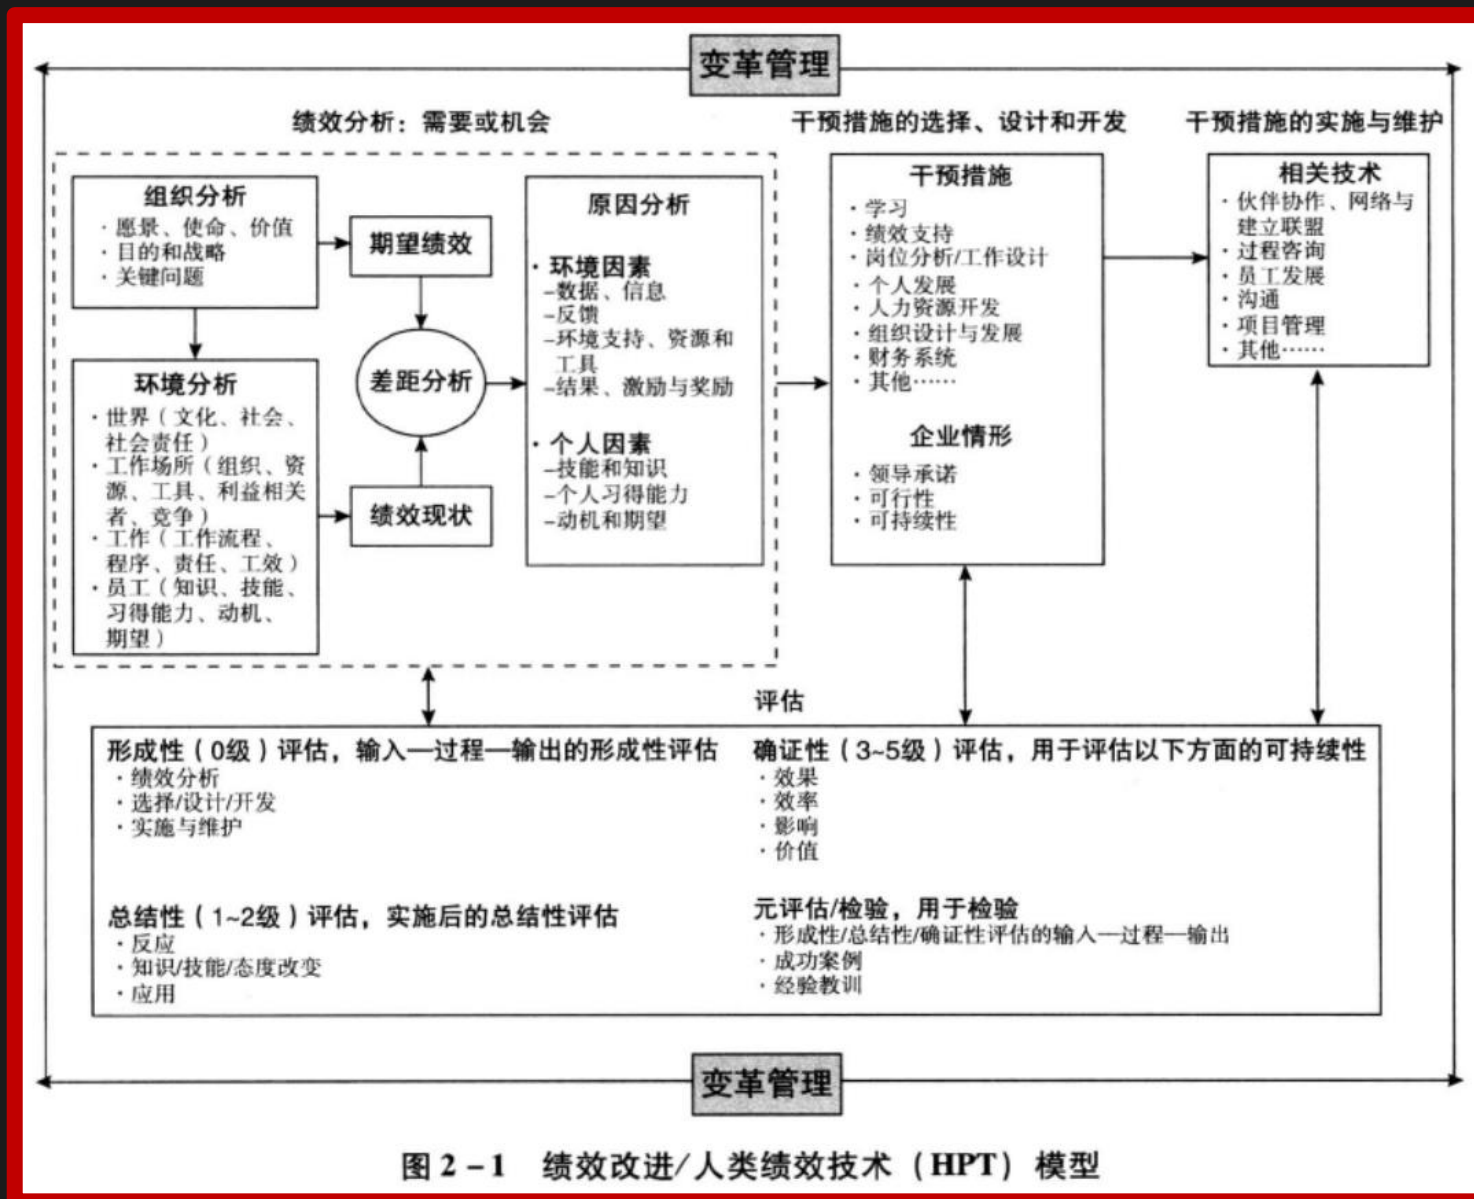 变革管理
绩效分析：需要或机会
干预措施的选择、设计和开发
干预措施的实施与维护
组织分析
· 愿景、使命、价值
· 目的和战略
· 关键问题
环境分析
· 世界（文化、社会、
社会责任）
· 工作场所（组织、资
源、工具、利益相关
者、竞争）
· 工作（工作流程、
程序、责任、工效）
· 员工（知识、技能、
习得能力、动机、
期望）
期望绩效
差距分析
绩效现状
原因分析
· 环境因素
–数据、信息
–反馈
–环境支持、资源和
工具
–结果、激励与奖励
· 个人因素
–技能和知识
–个人习得能力
–动机和期望
干预措施
· 学习
· 绩效支持
· 岗位分析/工作设计
· 个人发展
· 人力资源开发
· 组织设计与发展
· 财务系统
· 其他……
企业情形
· 领导承诺
· 可行性
· 可持续性
相关技术
· 伙伴协作、网络与
建立联盟
· 过程咨询
· 员工发展
· 沟通
· 项目管理
· 其他……
评估
形成性（0级）评估，输入—过程—输出的形成性评估
· 绩效分析
· 选择/设计/开发
· 实施与维护
总结性（1~2级）评估，实施后的总结性评估
· 反应
· 知识/技能/态度改变
· 应用
确证性（3~5级）评估，用于评估以下方面的可持续性
· 效果
· 效率
· 影响
· 价值
元评估/检验，用于检验
· 形成性/总结性/确证性评估的输入—过程—输出
· 成功案例
· 经验教训
变革管理
图 2－1 绩效改进/人类绩效技术（HPT）模型